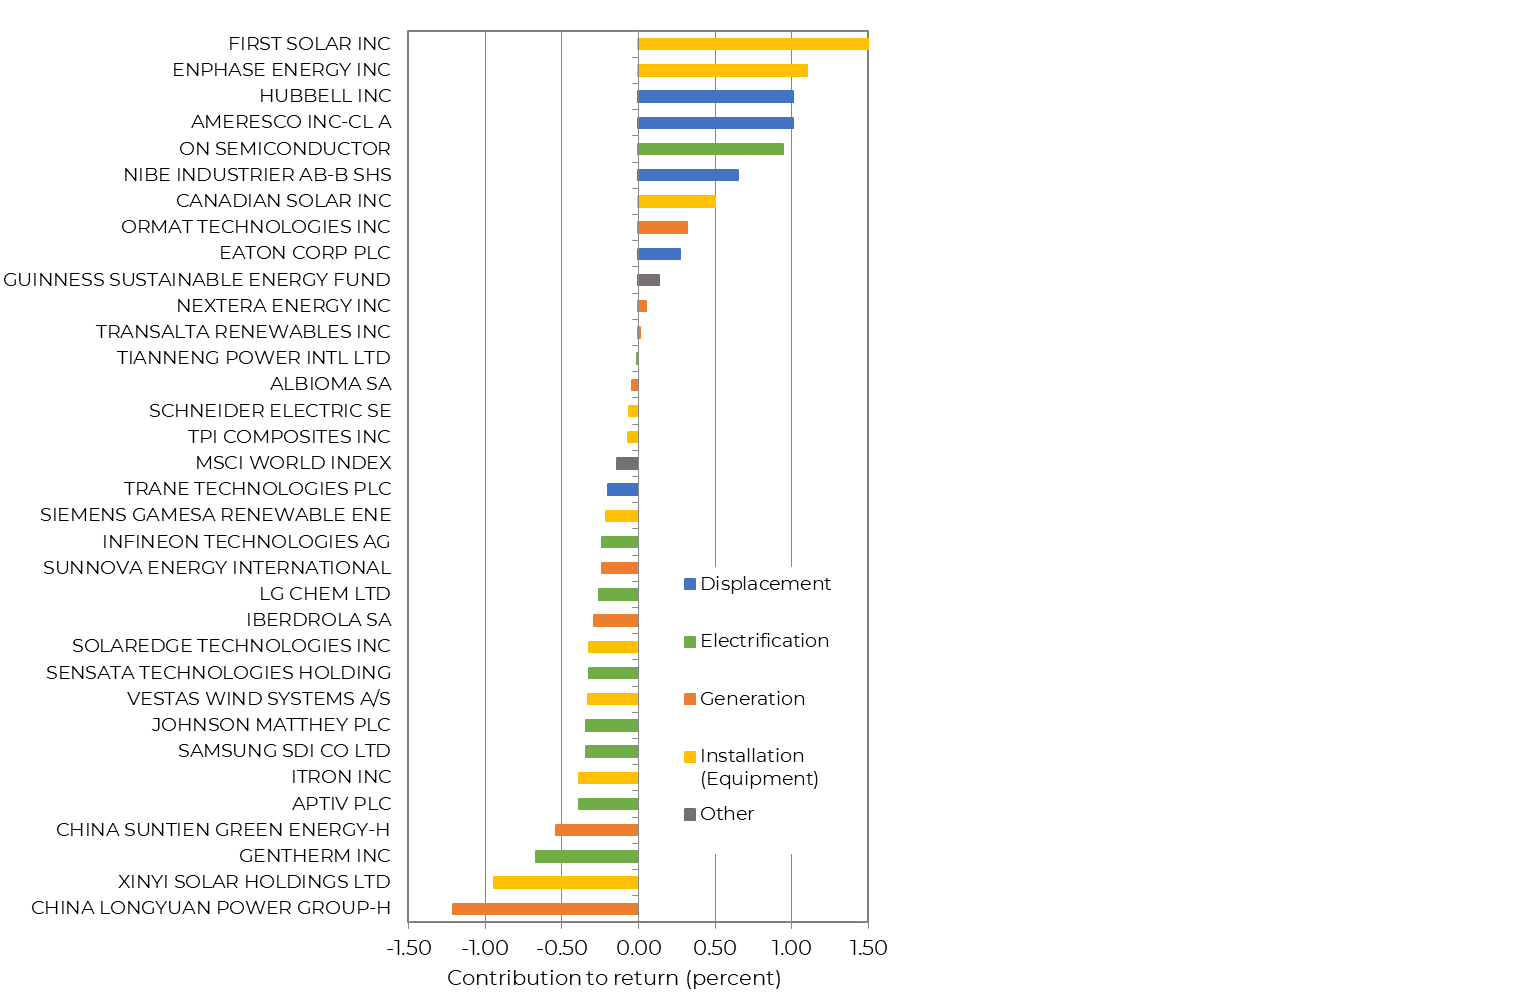 FIRST SOLAR INC
ENPHASE ENERGY INC
HUBBELL INC
AMERESCO INC-CL A
ON SEMICONDUCTOR
NIBE INDUSTRIER AB-B SHS
CANADIAN SOLAR INC
ORMAT TECHNOLOGIES INC
EATON CORP PLC
GUINNESS SUSTAINABLE ENERGY FUND
NEXTERA ENERGY INC
TRANSALTA RENEWABLES INC
TIANNENG POWER INTL LTD
ALBIOMA SA
SCHNEIDER ELECTRIC SE
TPI COMPOSITES INC
MSCI WORLD INDEX
TRANE TECHNOLOGIES PLC
SIEMENS GAMESA RENEWABLE ENE
INFINEON TECHNOLOGIES AG
SUNNOVA ENERGY INTERNATIONAL
LG CHEM LTD
IBERDROLA SA
SOLAREDGE TECHNOLOGIES INC
SENSATA TECHNOLOGIES HOLDING
VESTAS WIND SYSTEMS A/S
JOHNSON MATTHEY PLC
SAMSUNG SDI CO LTD
ITRON INC
APTIV PLC
CHINA SUNTIEN GREEN ENERGY-H
GENTHERM INC
XINYI SOLAR HOLDINGS LTD
CHINA LONGYUAN POWER GROUP-H
Displacement
Electrification
Generation
Installation
(Equipment)
Other
-1.50 -1.00 -0.50 0.00 0.50 1.00 1.50
Contribution to return (percent)